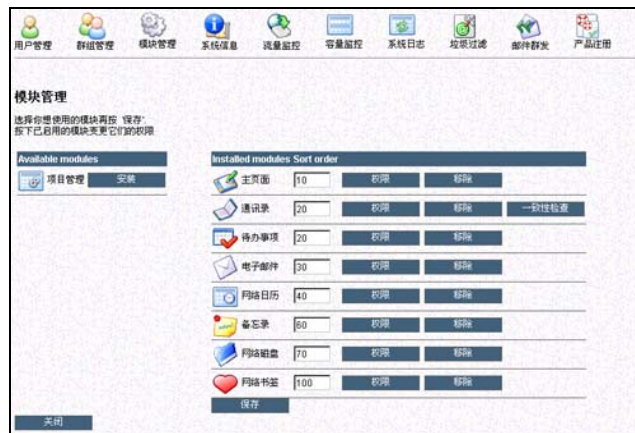 用户管理 群组管理 模块管理 系统信息 流量监控 容量监控 系统日志 垃圾过滤 邮件群发 产品注册
模块管理
选择你想使用的模块再按 '保存'.
按下已启用的模块变更它们的权限
Available modules
项目管理 安装
Installed modules Sort order
主页面 10 权限 移除
通讯录 20 权限 移除 一致性检查
待办事项 20 权限 移除
电子邮件 30 权限 移除
网络日历 40 权限 移除
备忘录 60 权限 移除
网络磁盘 70 权限 移除
网络书签 100 权限 移除
保存
关闭